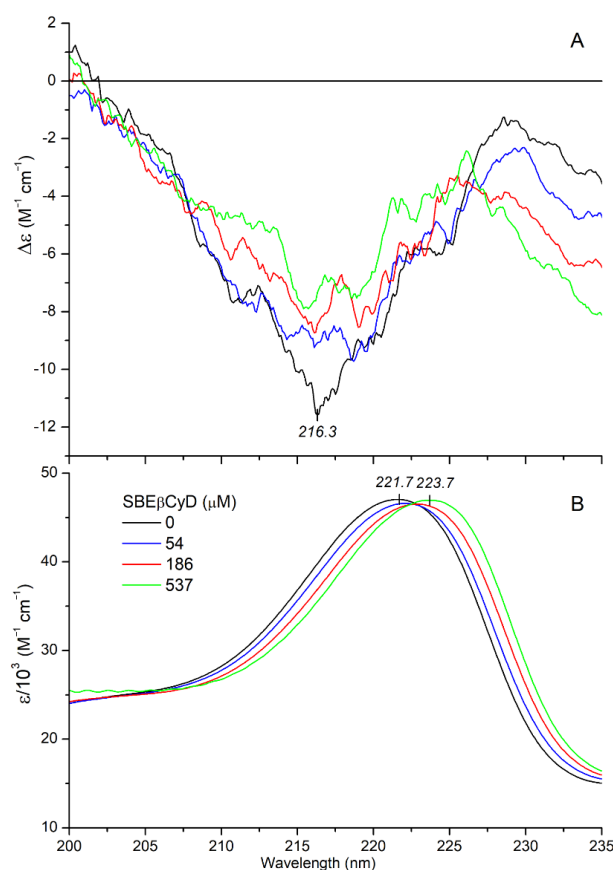 A
2
0
-2
-4
-6
-8
-10
-12
Δε (M⁻¹ cm⁻¹)
216.3
B
50
40
30
20
10
ε/10³ (M⁻¹ cm⁻¹)
221.7 223.7
SBEβCyD (μM)
0
54
186
537
200 205 210 215 220 225 230 235
Wavelength (nm)